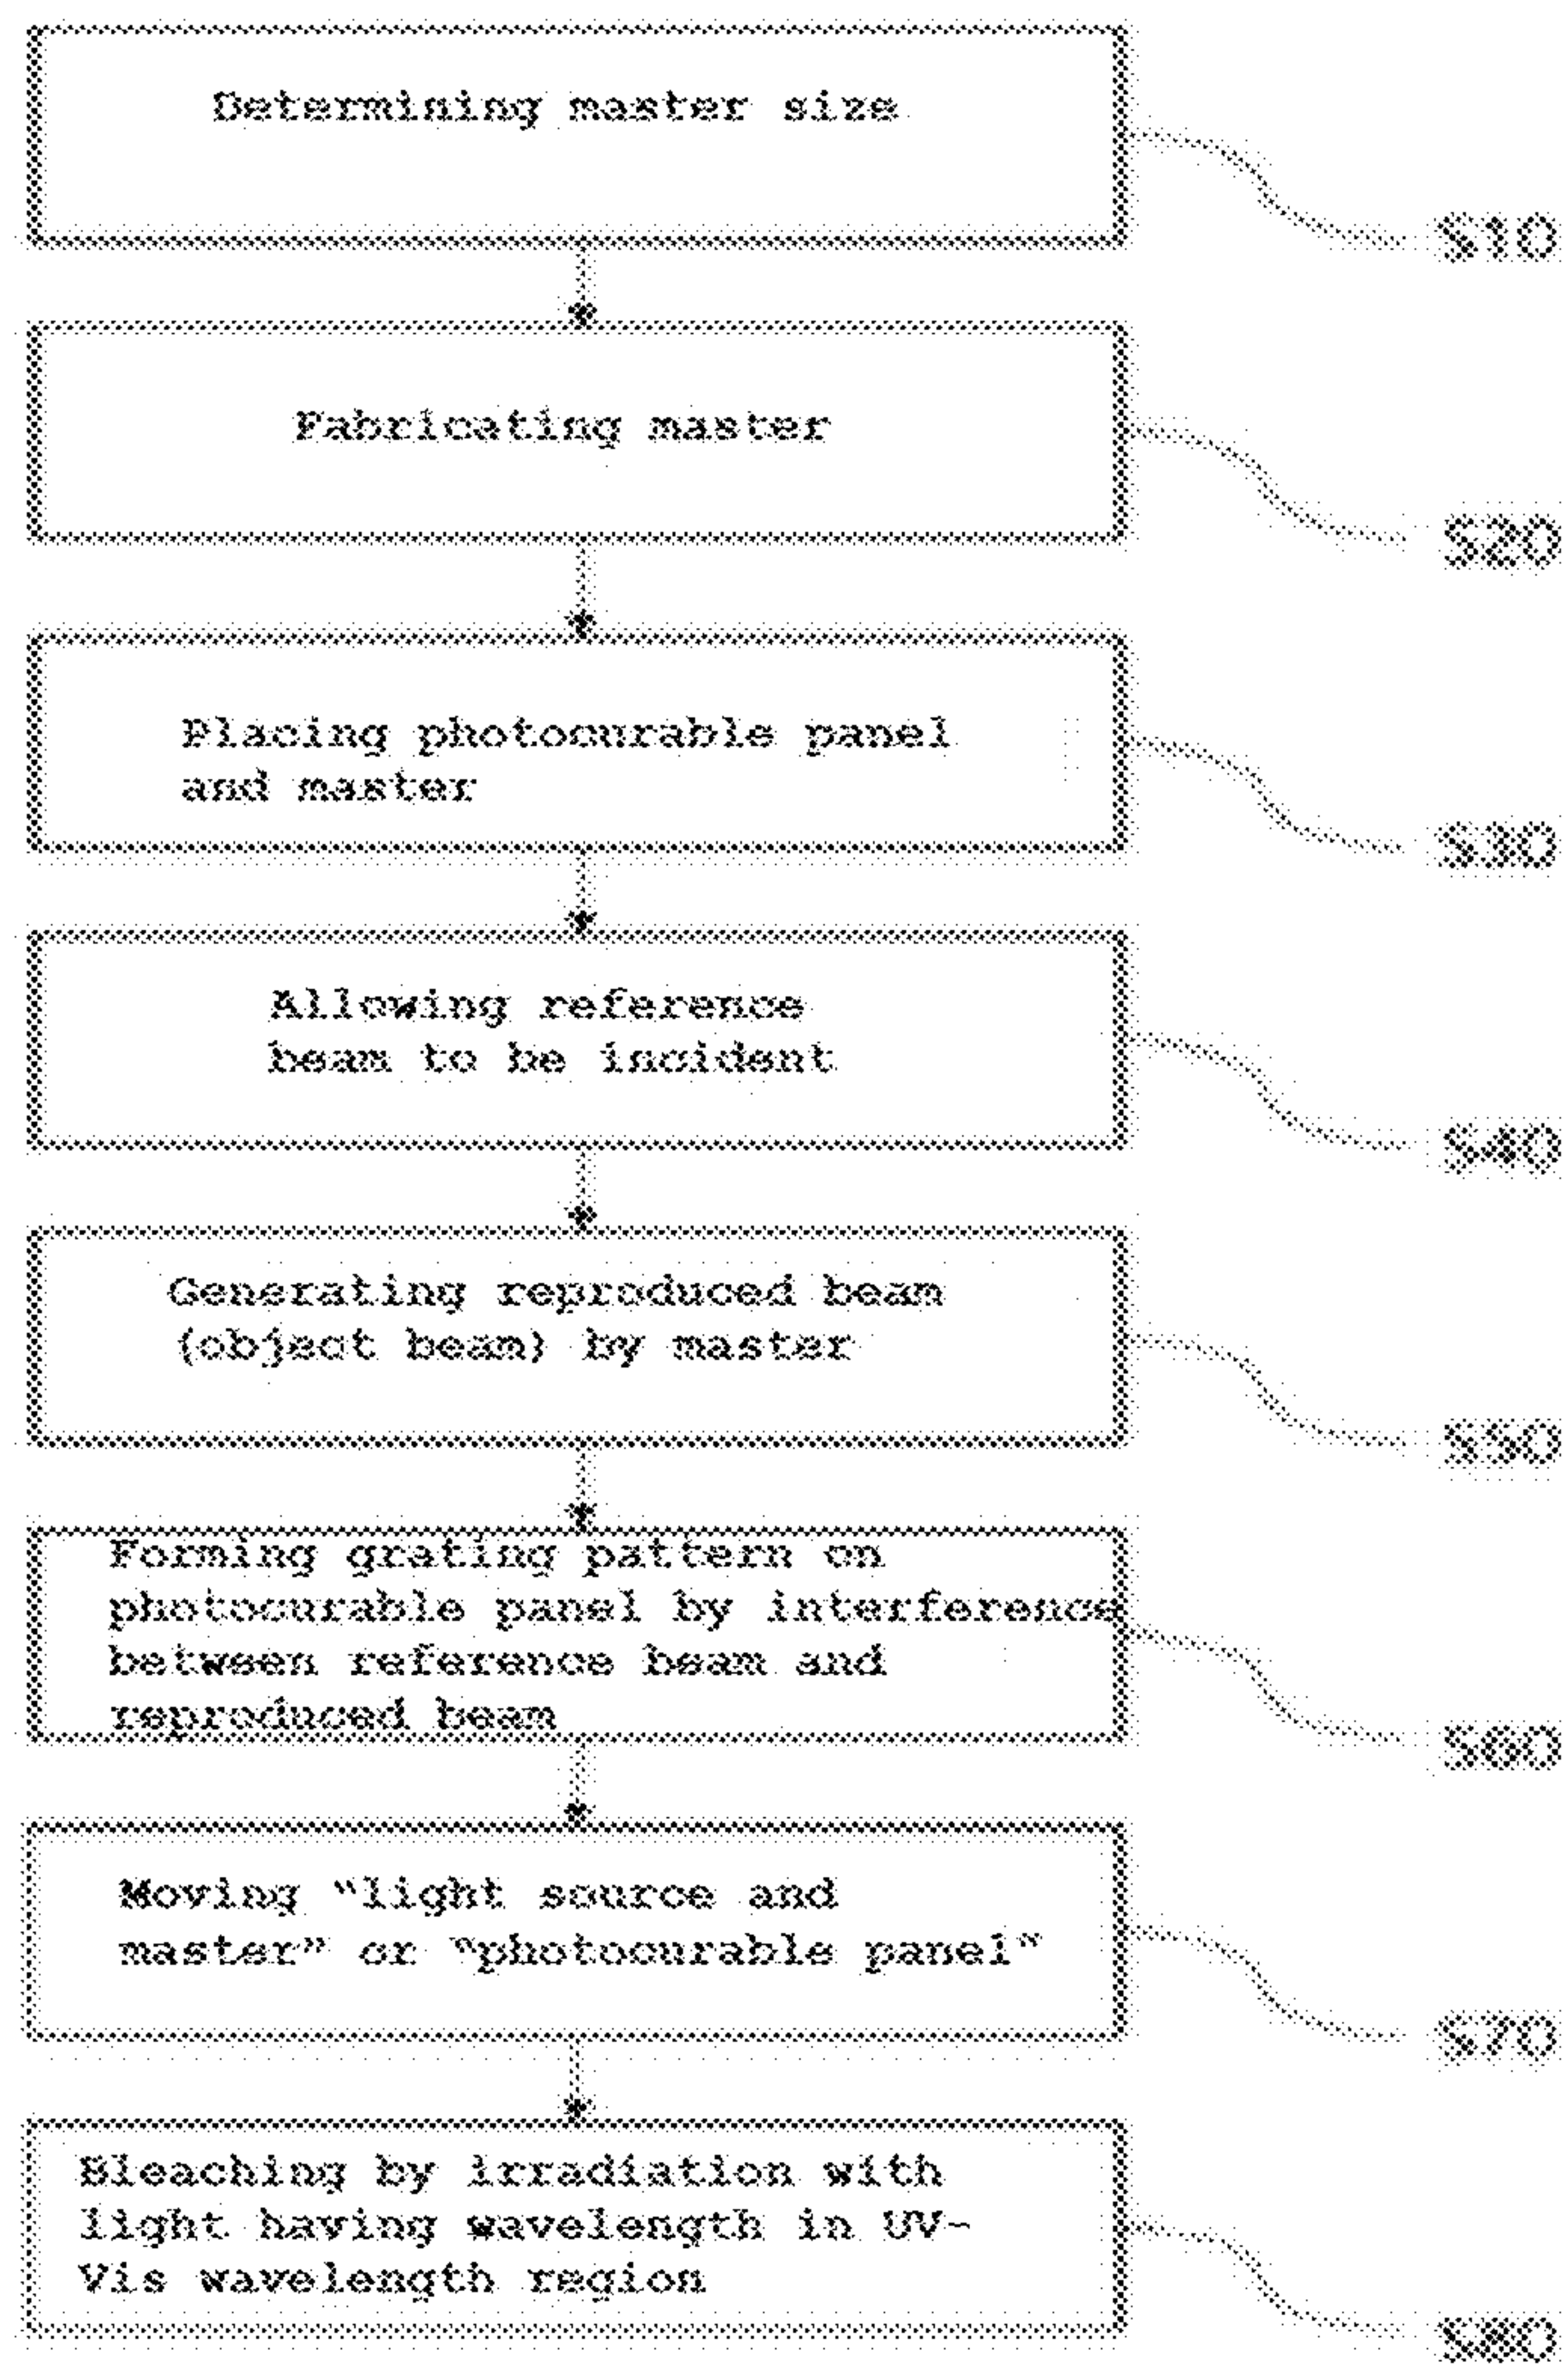 Determining master size
S10
Fabricating master
S20
Placing photocurable panel
and master
S30
Allowing reference
beam to be incident
S40
Generating reproduced beam
(object beam) by master
S50
Forming grating pattern on
photocurable panel by interference
between reference beam and
reproduced beam
S60
Moving “light source and
master” or “photocurable panel“
S70
Bleaching by irradiation with
light having wavelength in UV-
Vis wavelength region
S80